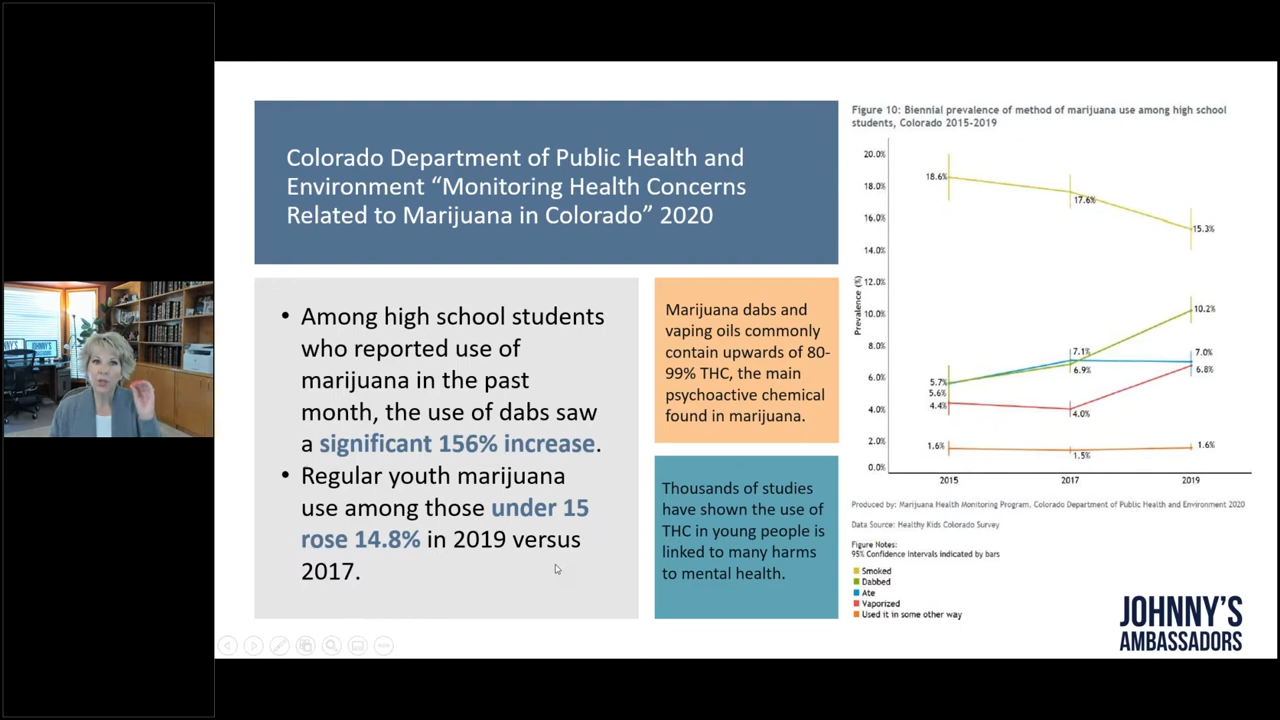 Colorado Department of Public Health and
Environment “Monitoring Health Concerns
Related to Marijuana in Colorado” 2020
• Among high school students
who reported use of
marijuana in the past
month, the use of dabs saw
a significant 156% increase.
• Regular youth marijuana
use among those under 15
rose 14.8% in 2019 versus
2017.
Marijuana dabs and
vaping oils commonly
contain upwards of 80-
99% THC, the main
psychoactive chemical
found in marijuana.
Thousands of studies
have shown the use of
THC in young people is
linked to many harms
to mental health.
Figure 10: Biennial prevalence of method of marijuana use among high school
students, Colorado 2015-2019
Prevalence (%)
20.0%
18.0%
16.0%
14.0%
12.0%
10.0%
8.0%
6.0%
4.0%
2.0%
0.0%
18.6%
17.6%
15.3%
10.2%
7.1%
7.0%
6.9%
6.8%
5.7%
5.6%
4.4%
4.0%
1.6%
1.5%
1.6%
2015 2017 2019
Produced by: Marijuana Health Monitoring Program, Colorado Department of Public Health and Environment 2020
Data Source: Healthy Kids Colorado Survey
Figure Notes:
95% Confidence Intervals indicated by bars
Smoked
Dabbed
Ate
Vaporized
Used it in some other way
JOHNNY’S
AMBASSADORS